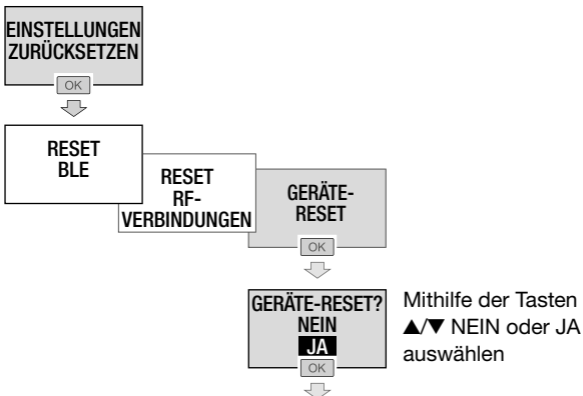 EINSTELLUNGEN
ZURÜCKSETZEN
OK
RESET
BLE
RESET
RF-
VERBINDUNGEN
GERÄTE-
RESET
OK
GERÄTE-RESET?
NEIN
JA
OK
Mithilfe der Tasten
▲/▼ NEIN oder JA
auswählen